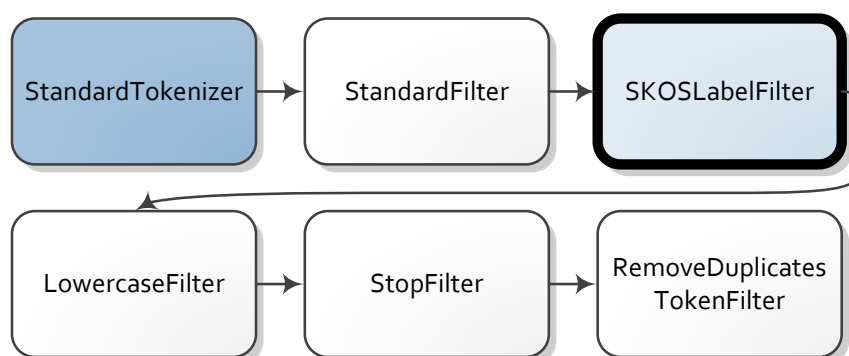 StandardTokenizer
StandardFilter
SKOSLabelFilter
LowercaseFilter
StopFilter
RemoveDuplicates
TokenFilter